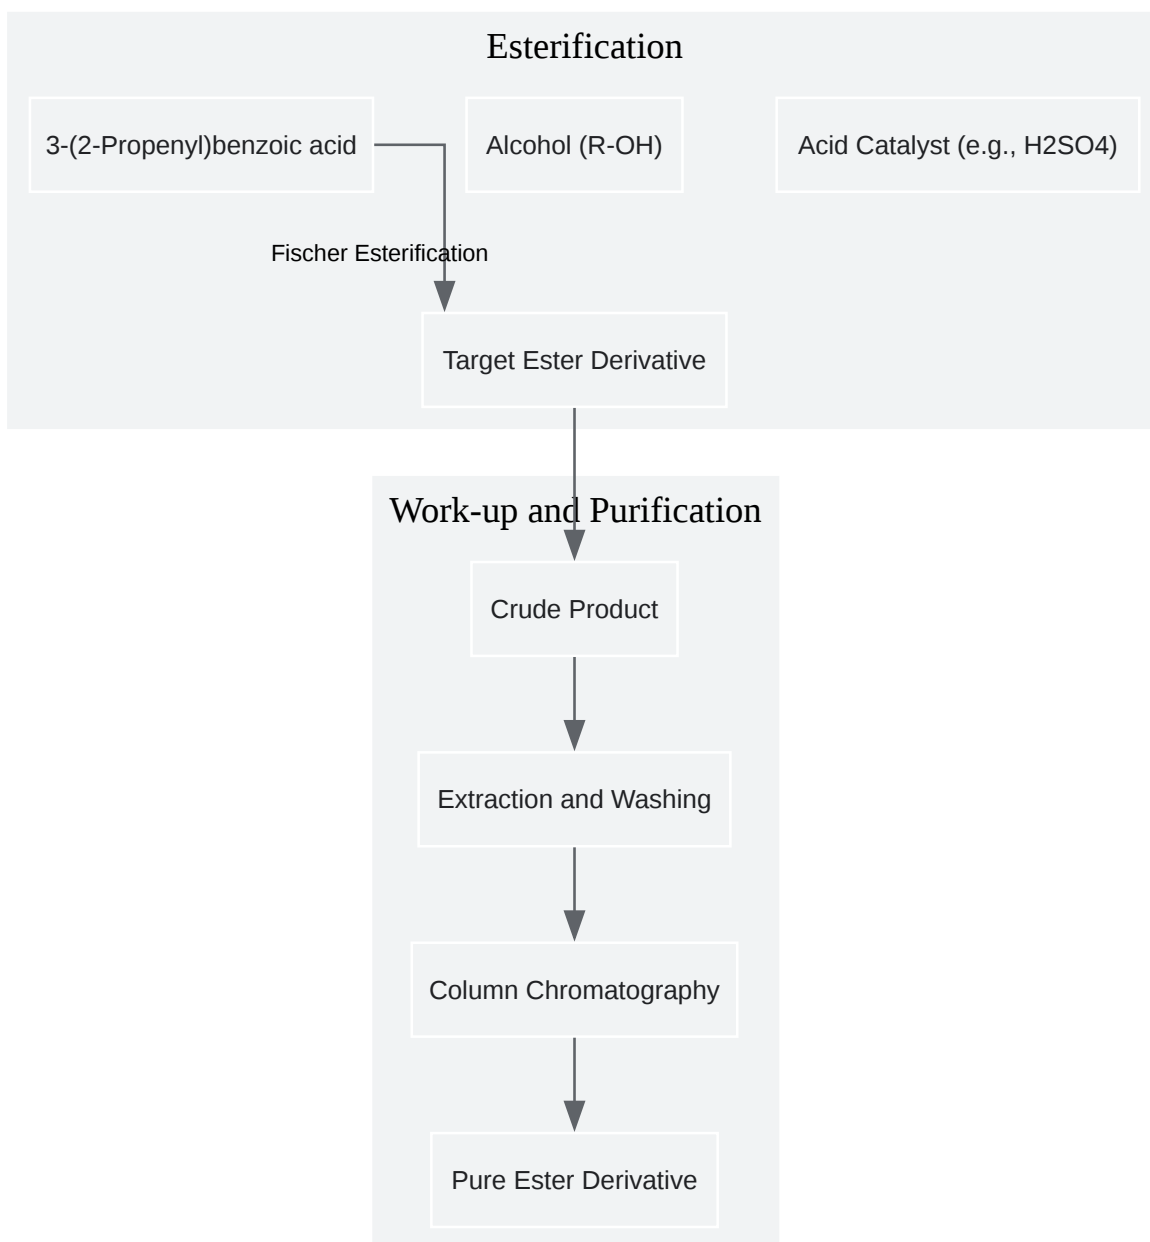 Esterification
3-(2-Propenyl)benzoic acid
Alcohol (R-OH)
Acid Catalyst (e.g., H2SO4)
Fischer Esterification
Target Ester Derivative
Work-up and Purification
Crude Product
Extraction and Washing
Column Chromatography
Pure Ester Derivative